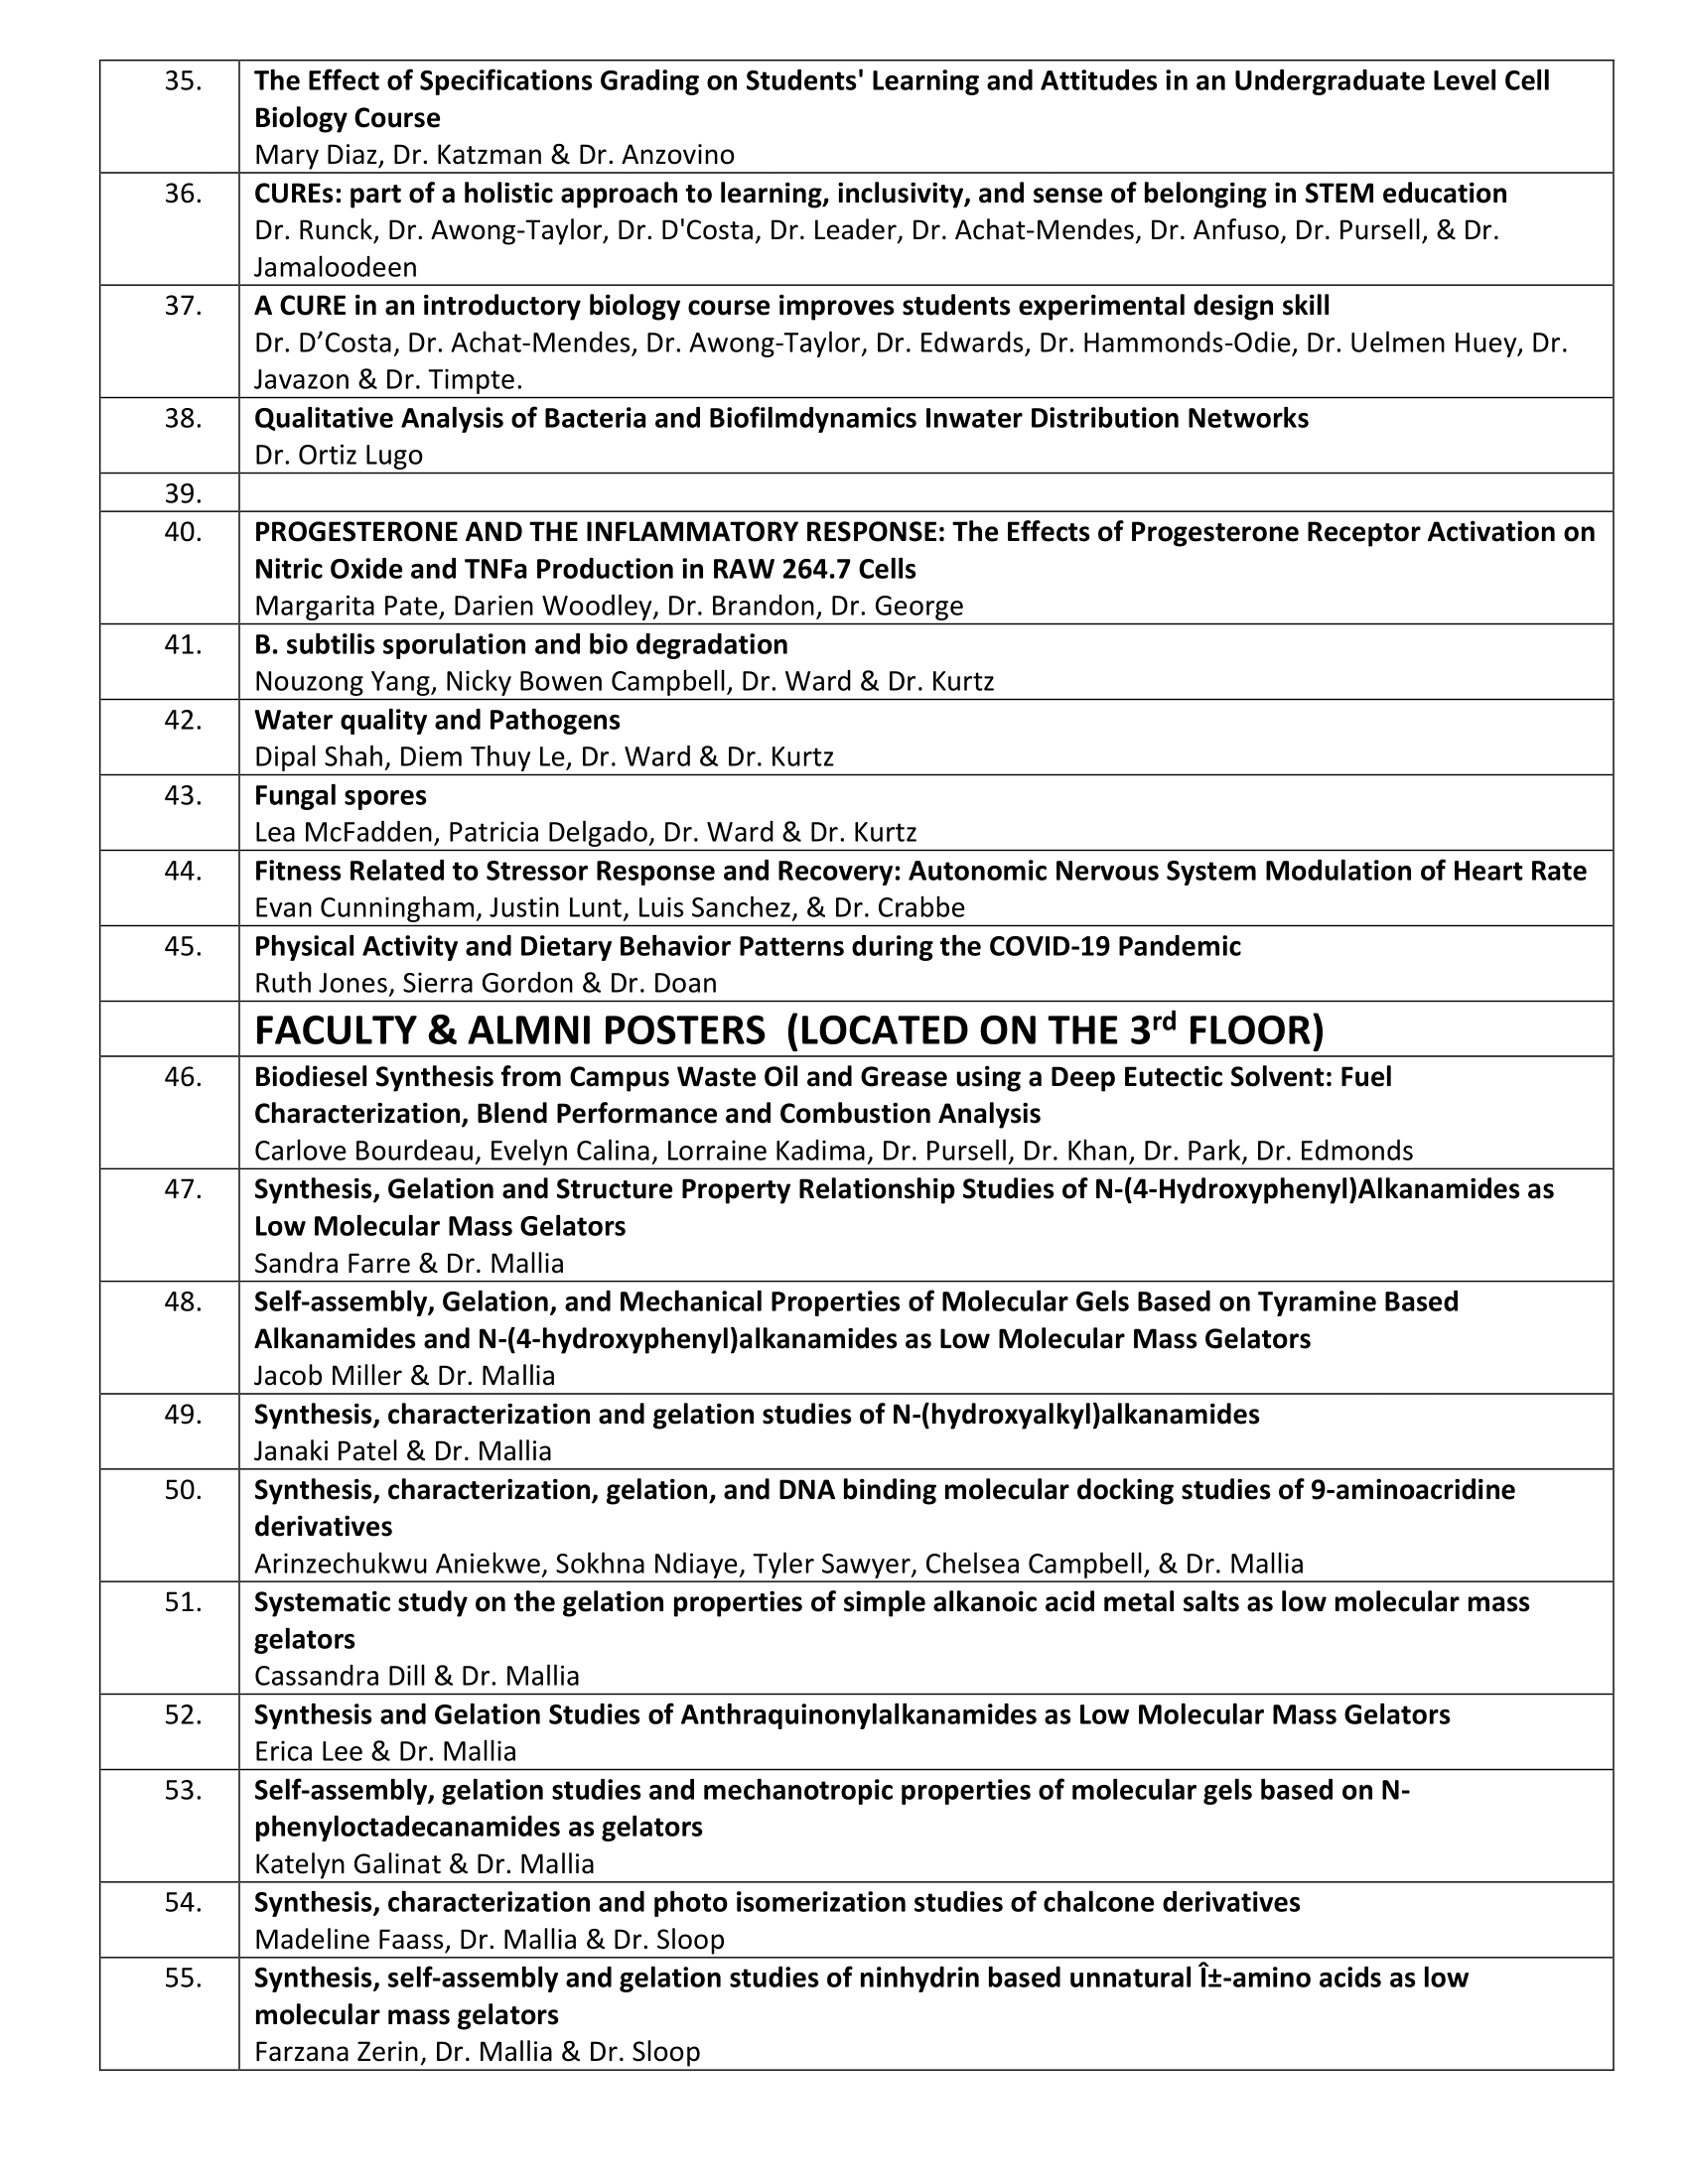 35.
The Effect of Specifications Grading on Students' Learning and Attitudes in an Undergraduate Level Cell
Biology Course
Mary Diaz, Dr. Katzman & Dr. Anzovino
36.
CUREs: part of a holistic approach to learning, inclusivity, and sense of belonging in STEM education
Dr. Runck, Dr. Awong-Taylor, Dr. D'Costa, Dr. Leader, Dr. Achat-Mendes, Dr. Anfuso, Dr. Pursell, & Dr.
Jamaloodeen
37.
A CURE in an introductory biology course improves students experimental design skill
Dr. D’Costa, Dr. Achat-Mendes, Dr. Awong-Taylor, Dr. Edwards, Dr. Hammonds-Odie, Dr. Uelmen Huey, Dr.
Javazon & Dr. Timpte.
38.
Qualitative Analysis of Bacteria and Biofilmdynamics Inwater Distribution Networks
Dr. Ortiz Lugo
39.
40.
PROGESTERONE AND THE INFLAMMATORY RESPONSE: The Effects of Progesterone Receptor Activation on
Nitric Oxide and TNFa Production in RAW 264.7 Cells
Margarita Pate, Darien Woodley, Dr. Brandon, Dr. George
41.
B. subtilis sporulation and bio degradation
Nouzong Yang, Nicky Bowen Campbell, Dr. Ward & Dr. Kurtz
42.
Water quality and Pathogens
Dipal Shah, Diem Thuy Le, Dr. Ward & Dr. Kurtz
43.
Fungal spores
Lea McFadden, Patricia Delgado, Dr. Ward & Dr. Kurtz
44.
Fitness Related to Stressor Response and Recovery: Autonomic Nervous System Modulation of Heart Rate
Evan Cunningham, Justin Lunt, Luis Sanchez, & Dr. Crabbe
45.
Physical Activity and Dietary Behavior Patterns during the COVID-19 Pandemic
Ruth Jones, Sierra Gordon & Dr. Doan
FACULTY & ALMNI POSTERS (LOCATED ON THE 3rd FLOOR)
46.
Biodiesel Synthesis from Campus Waste Oil and Grease using a Deep Eutectic Solvent: Fuel
Characterization, Blend Performance and Combustion Analysis
Carlove Bourdeau, Evelyn Calina, Lorraine Kadima, Dr. Pursell, Dr. Khan, Dr. Park, Dr. Edmonds
47.
Synthesis, Gelation and Structure Property Relationship Studies of N-(4-Hydroxyphenyl)Alkanamides as
Low Molecular Mass Gelators
Sandra Farre & Dr. Mallia
48.
Self-assembly, Gelation, and Mechanical Properties of Molecular Gels Based on Tyramine Based
Alkanamides and N-(4-hydroxyphenyl)alkanamides as Low Molecular Mass Gelators
Jacob Miller & Dr. Mallia
49.
Synthesis, characterization and gelation studies of N-(hydroxyalkyl)alkanamides
Janaki Patel & Dr. Mallia
50.
Synthesis, characterization, gelation, and DNA binding molecular docking studies of 9-aminoacridine
derivatives
Arinzechukwu Aniekwe, Sokhna Ndiaye, Tyler Sawyer, Chelsea Campbell, & Dr. Mallia
51.
Systematic study on the gelation properties of simple alkanoic acid metal salts as low molecular mass
gelators
Cassandra Dill & Dr. Mallia
52.
Synthesis and Gelation Studies of Anthraquinonylalkanamides as Low Molecular Mass Gelators
Erica Lee & Dr. Mallia
53.
Self-assembly, gelation studies and mechanotropic properties of molecular gels based on N-
phenyloctadecanamides as gelators
Katelyn Galinat & Dr. Mallia
54.
Synthesis, characterization and photo isomerization studies of chalcone derivatives
Madeline Faass, Dr. Mallia & Dr. Sloop
55.
Synthesis, self-assembly and gelation studies of ninhydrin based unnatural Î±-amino acids as low
molecular mass gelators
Farzana Zerin, Dr. Mallia & Dr. Sloop